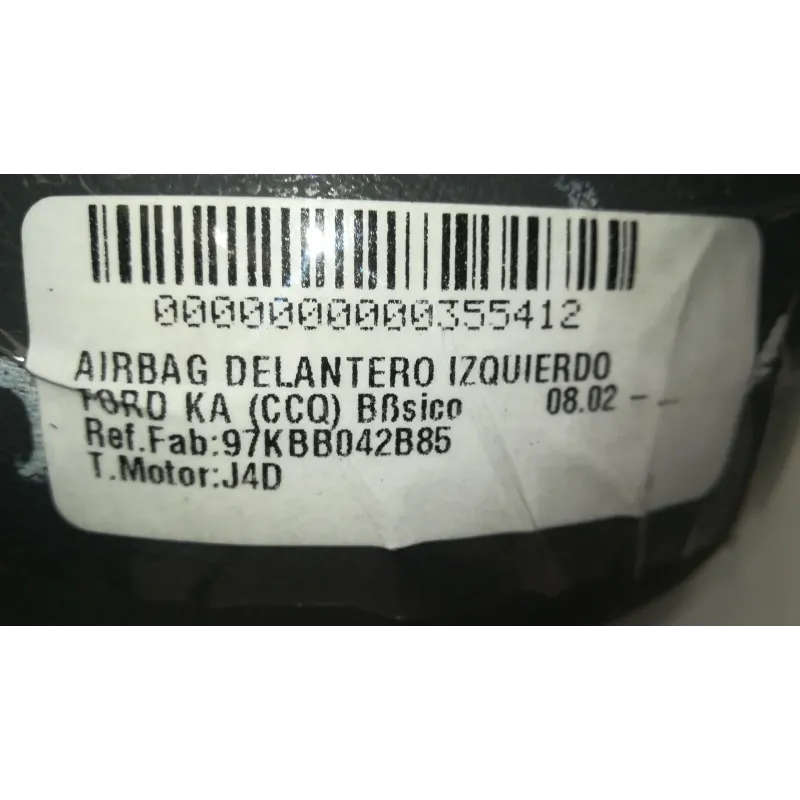 0000000000355412
AIRBAG DELANTERO IZQUIERDO
FORD KA (CCQ) Bßsico 08.02 -
Ref.Fab:97KBB042B85
T.Motor:J4D